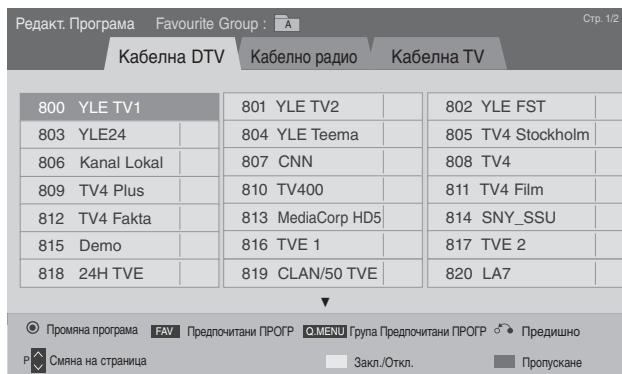 Редакт. Програма Favourite Group : A Стр. 1/2
Кабелна DTV Кабелно радио Кабелна TV
800 YLE TV1 801 YLE TV2 802 YLE FST
803 YLE24 804 YLE Teema 805 TV4 Stockholm
806 Kanal Lokal 807 CNN 808 TV4
809 TV4 Plus 810 TV400 811 TV4 Film
812 TV4 Fakta 813 MediaCorp HD5 814 SNY_SSU
815 Demo 816 TVE 1 817 TVE 2
818 24H TVE 819 CLAN/50 TVE 820 LA7
Промяна програма FAV Предпочитани ПРОГР Q.MENU Група Предпочитани ПРОГР Предишно
P Смяна на страница Закл./Откл. Пропускане